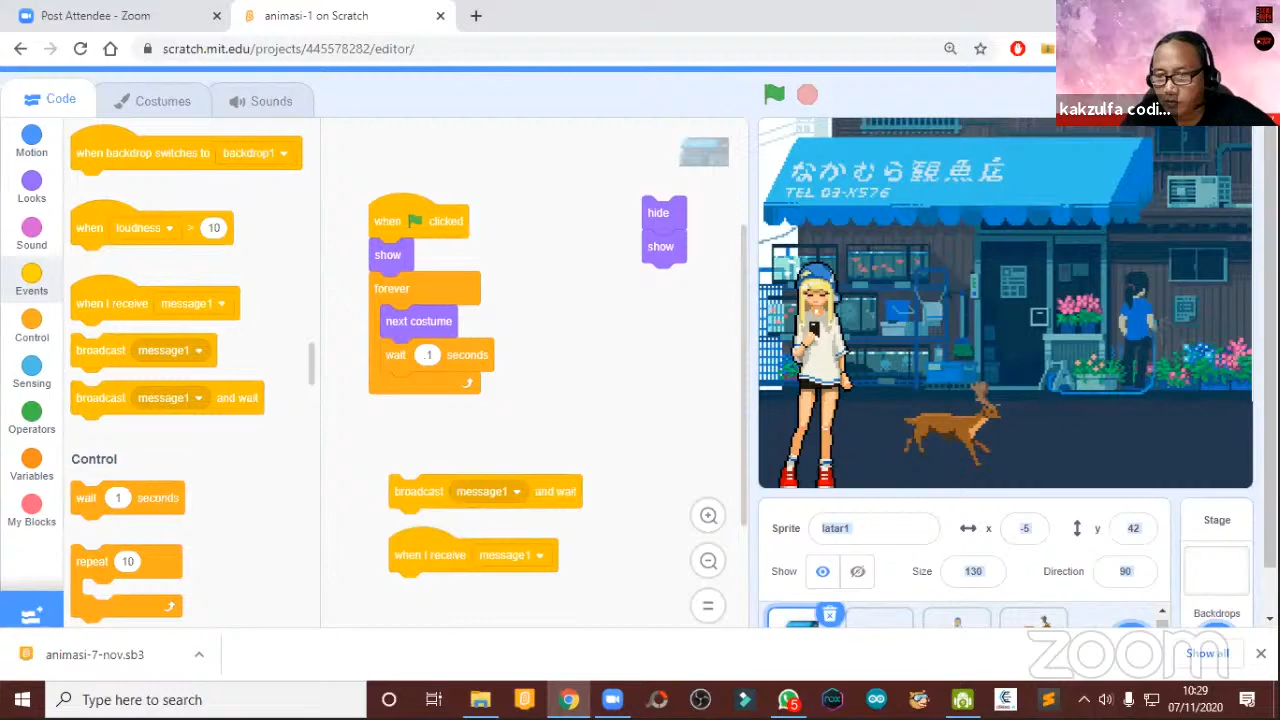 Post Attendee - Zoom
animasi-1 on Scratch
scratch.mit.edu/projects/445578282/editor/
kakzulfa codi...
Code
Costumes
Sounds
Motion
Looks
Sound
Events
Control
Sensing
Operators
Variables
My Blocks
when backdrop switches to backdrop1
when loudness > 10
when I receive message1
broadcast message1
broadcast message1 and wait
Control
wait 1 seconds
repeat 10
when clicked
show
forever
next costume
wait .1 seconds
hide
show
broadcast message1 and wait
when I receive message1
なかむら観魚店
TEL 03-X576
Sprite latar1 x -5 y 42
Show Size 130 Direction 90
Stage
Backdrops
animasi-7-nov.sb3
Show all
zoom
Type here to search
5
10:29
07/11/2020